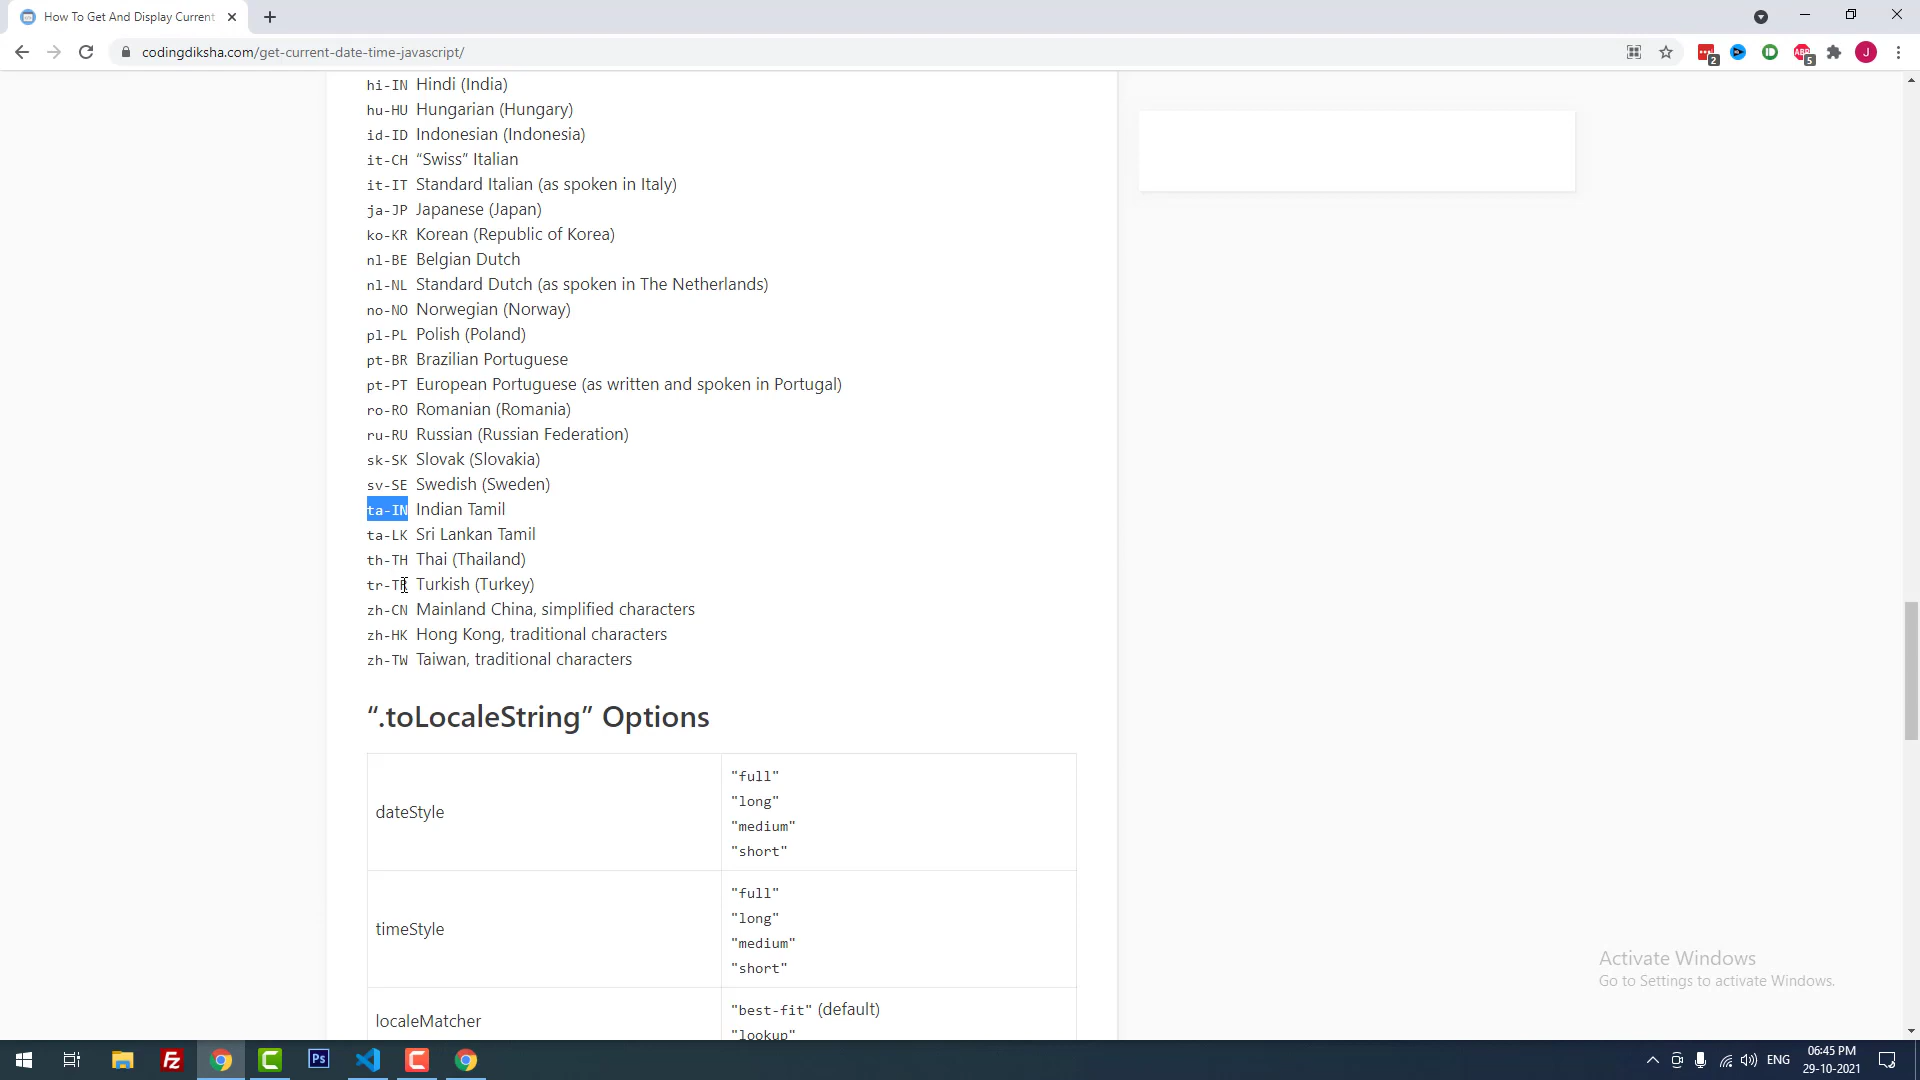 How To Get And Display Current
codingdiksha.com/get-current-date-time-javascript/
2
ABP
5
J
hi-IN Hindi (India)
hu-HU Hungarian (Hungary)
id-ID Indonesian (Indonesia)
it-CH “Swiss” Italian
it-IT Standard Italian (as spoken in Italy)
ja-JP Japanese (Japan)
ko-KR Korean (Republic of Korea)
nl-BE Belgian Dutch
nl-NL Standard Dutch (as spoken in The Netherlands)
no-NO Norwegian (Norway)
pl-PL Polish (Poland)
pt-BR Brazilian Portuguese
pt-PT European Portuguese (as written and spoken in Portugal)
ro-RO Romanian (Romania)
ru-RU Russian (Russian Federation)
sk-SK Slovak (Slovakia)
sv-SE Swedish (Sweden)
ta-IN Indian Tamil
ta-LK Sri Lankan Tamil
th-TH Thai (Thailand)
tr-TR Turkish (Turkey)
zh-CN Mainland China, simplified characters
zh-HK Hong Kong, traditional characters
zh-TW Taiwan, traditional characters
“.toLocaleString” Options
dateStyle
"full"
"long"
"medium"
"short"
timeStyle
"full"
"long"
"medium"
"short"
localeMatcher
"best-fit" (default)
"lookup"
Activate Windows
Go to Settings to activate Windows.
Fz
C
Ps
C
ENG
06:45 PM
29-10-2021